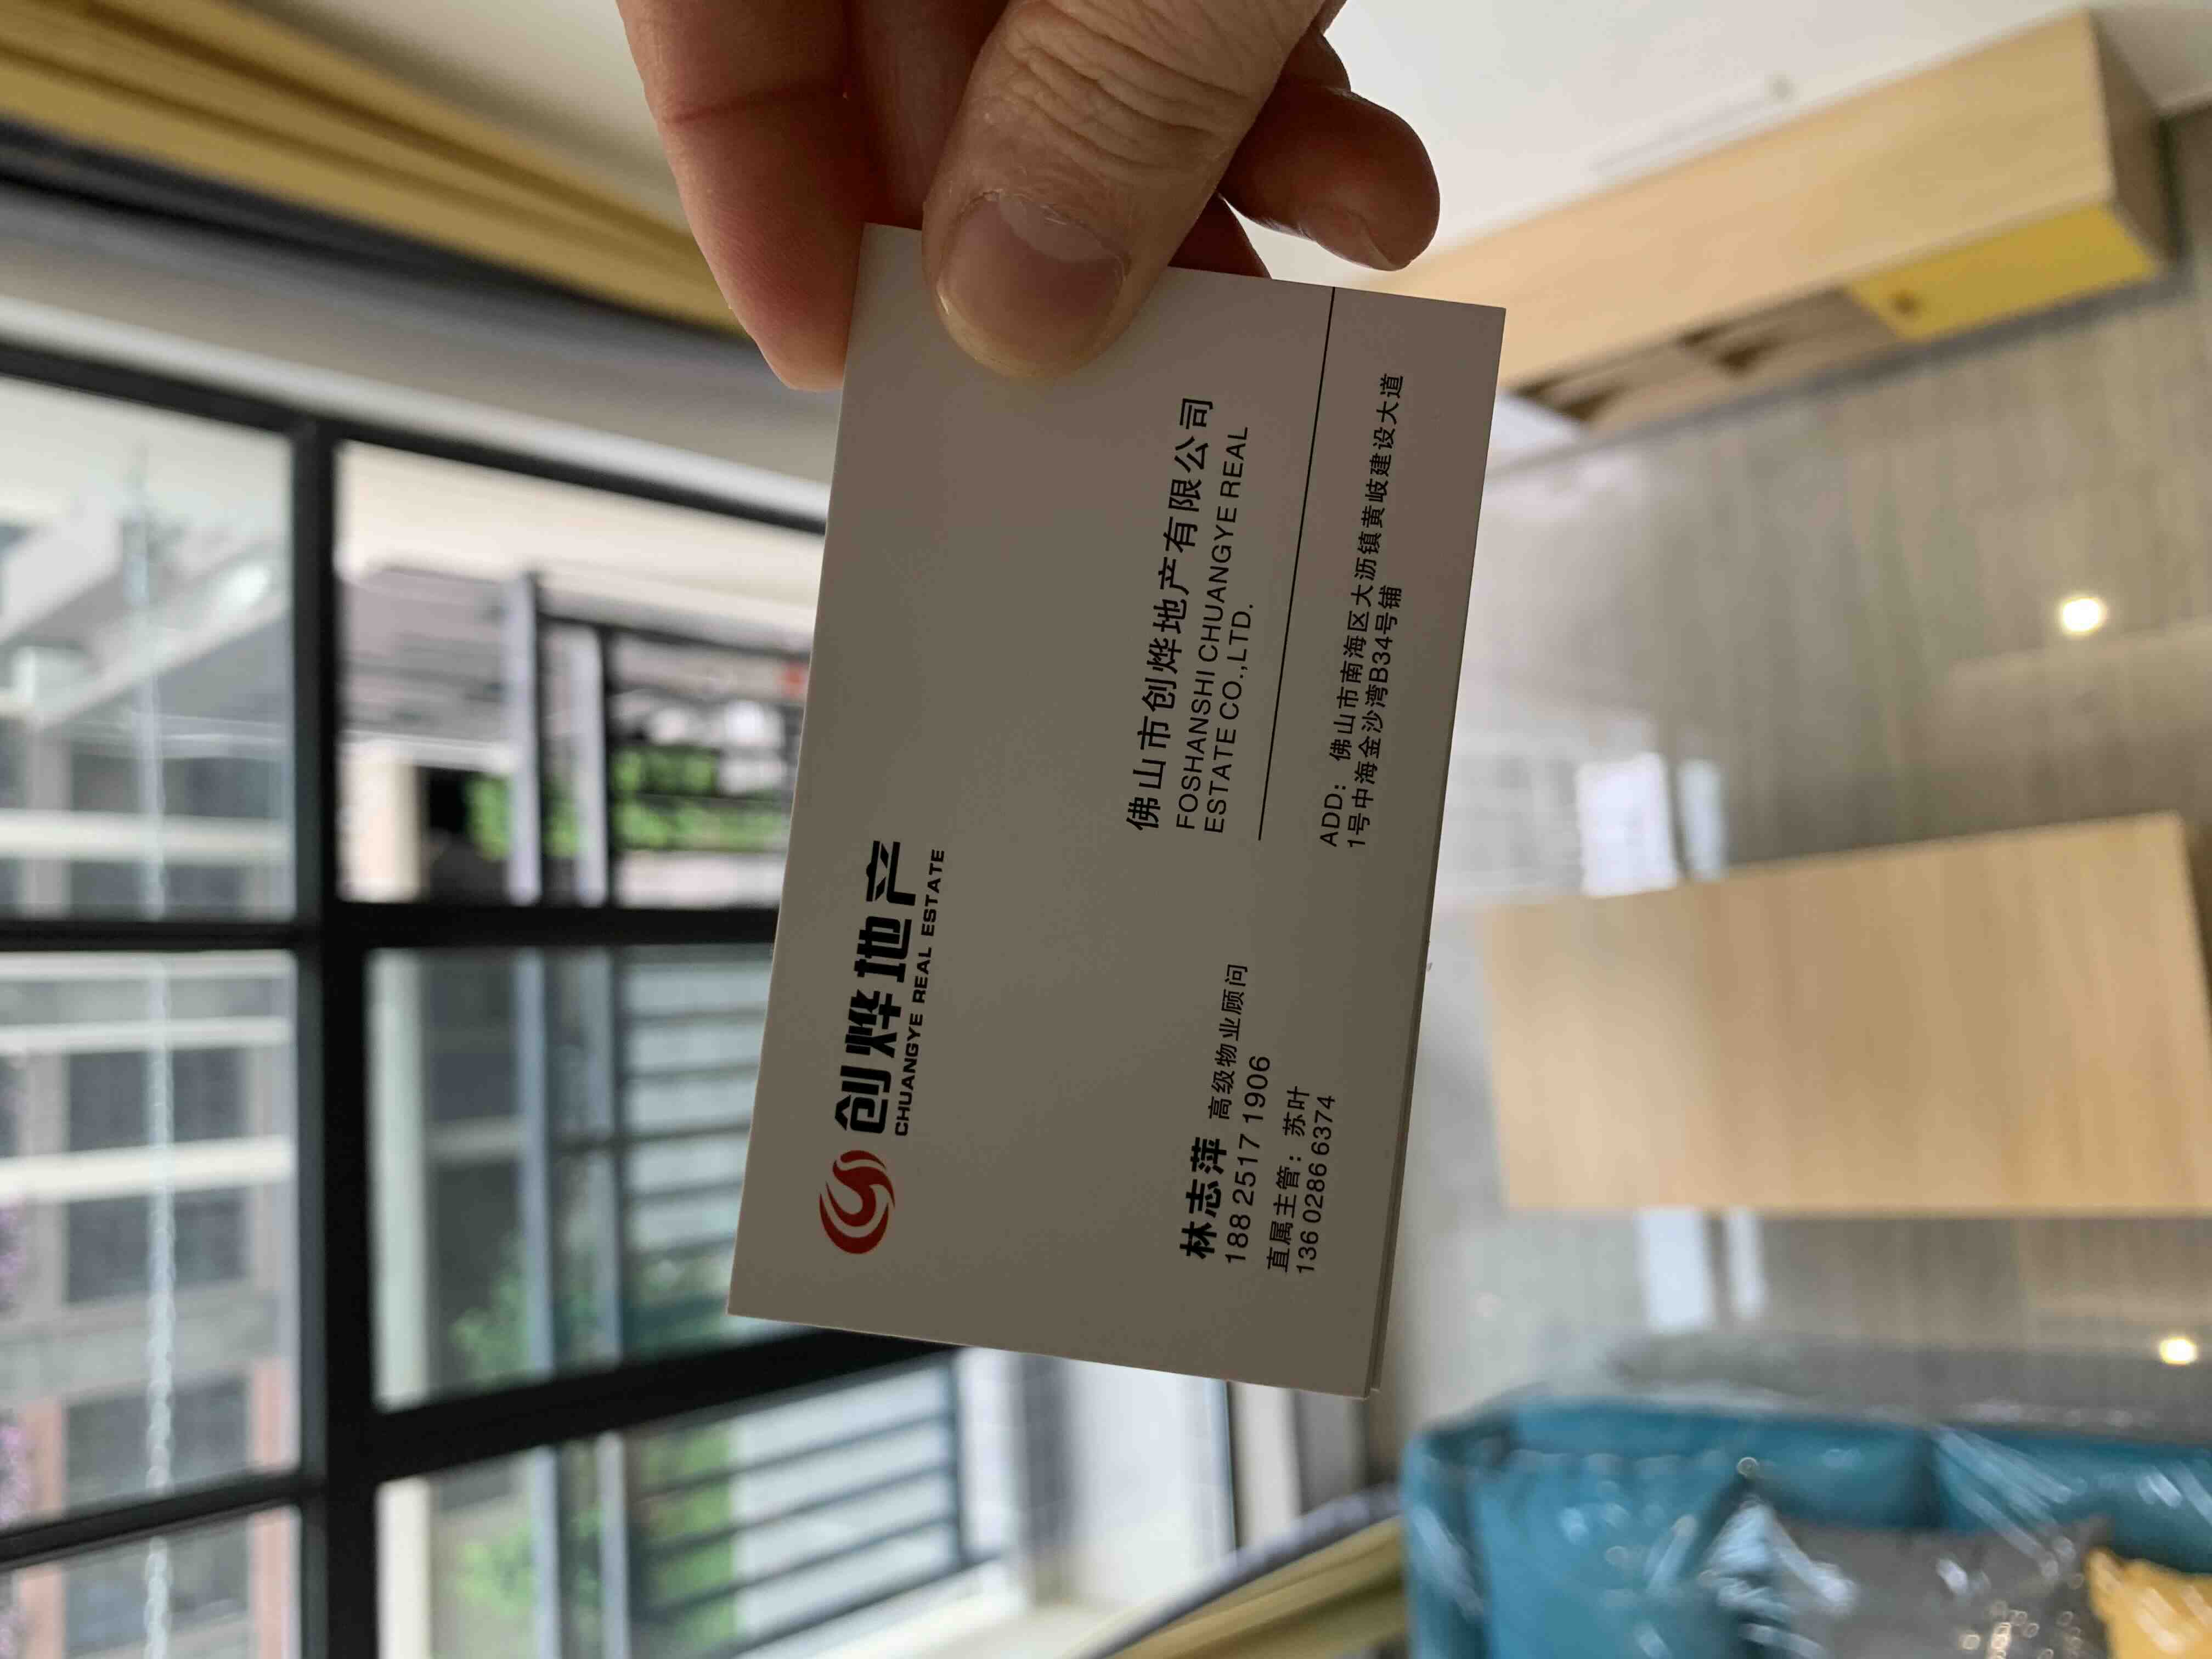 创烨地产
CHUANGYE REAL ESTATE
林志萍 高级物业顾问
188 2517 1906
直属主管：苏叶
136 0286 6374
佛山市创烨地产有限公司
FOSHANSHI CHUANGYE REAL
ESTATE CO.,LTD.
ADD： 佛山市南海区大沥镇黄岐建设大道
1号中海金沙湾B34号铺